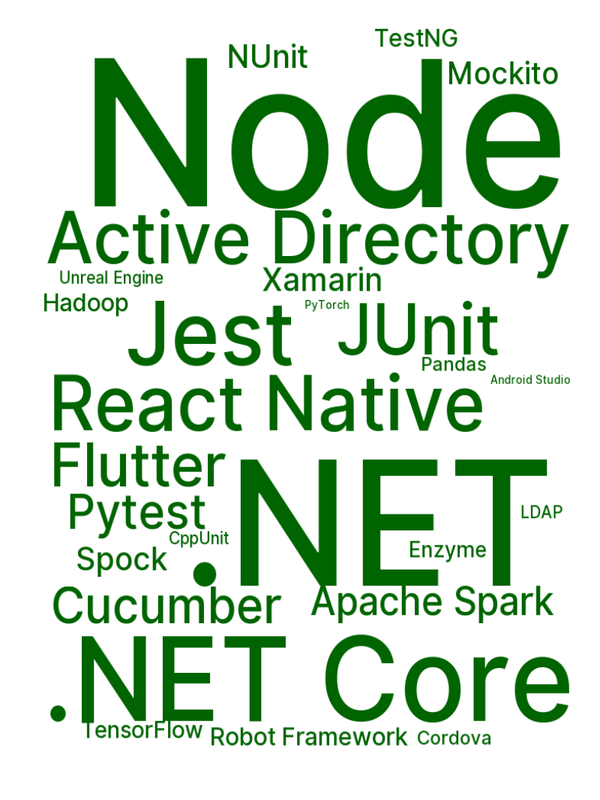 TestNG
NUnit
Mockito
Node
Active Directory
Unreal Engine
Xamarin
Hadoop
PyTorch
Jest
JUnit
Pandas
Android Studio
React Native
Flutter
.NET
Pytest
LDAP
CppUnit
Enzyme
Spock
Cucumber
Apache Spark
.NET Core
TensorFlow
Robot Framework
Cordova